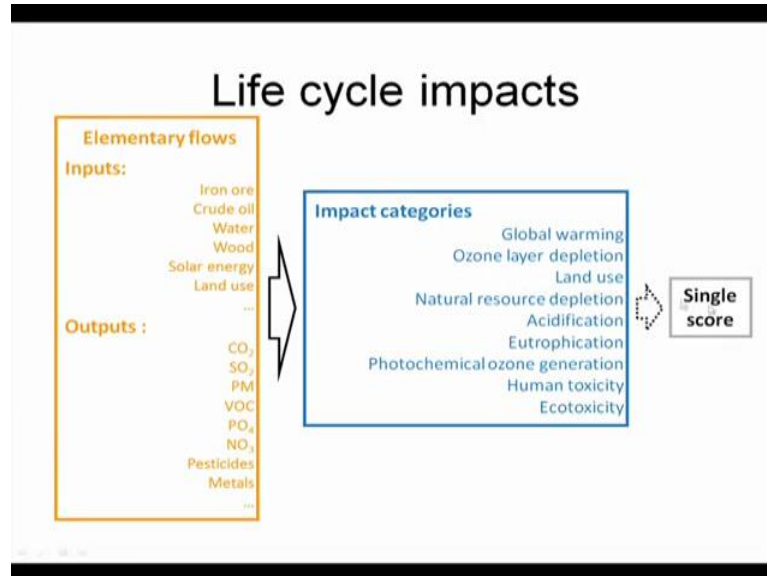 Life cycle impacts
Elementary flows
Inputs:
Iron ore
Crude oil
Water
Wood
Solar energy
Land use
...
Outputs :
CO₂
SO₂
PM
VOC
PO₄
NO₃
Pesticides
Metals
...
Impact categories
Global warming
Ozone layer depletion
Land use
Natural resource depletion
Acidification
Eutrophication
Photochemical ozone generation
Human toxicity
Ecotoxicity
Single
score